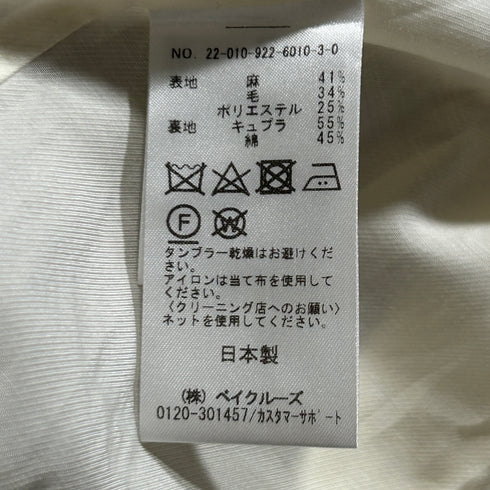 NO. 22-010-922-6010-3-0
表地 麻 41%
毛 34%
ポリエステル 25%
裏地 キュプラ 55%
綿 45%
F
W
タンブラー乾燥はお避けくだ
さい。
アイロンは当て布を使用して
ください。
〈クリーニング店へのお願い〉
ネットを使用してください。
日本製
(株) ベイクルーズ
0120-301457/カスタマーサポート